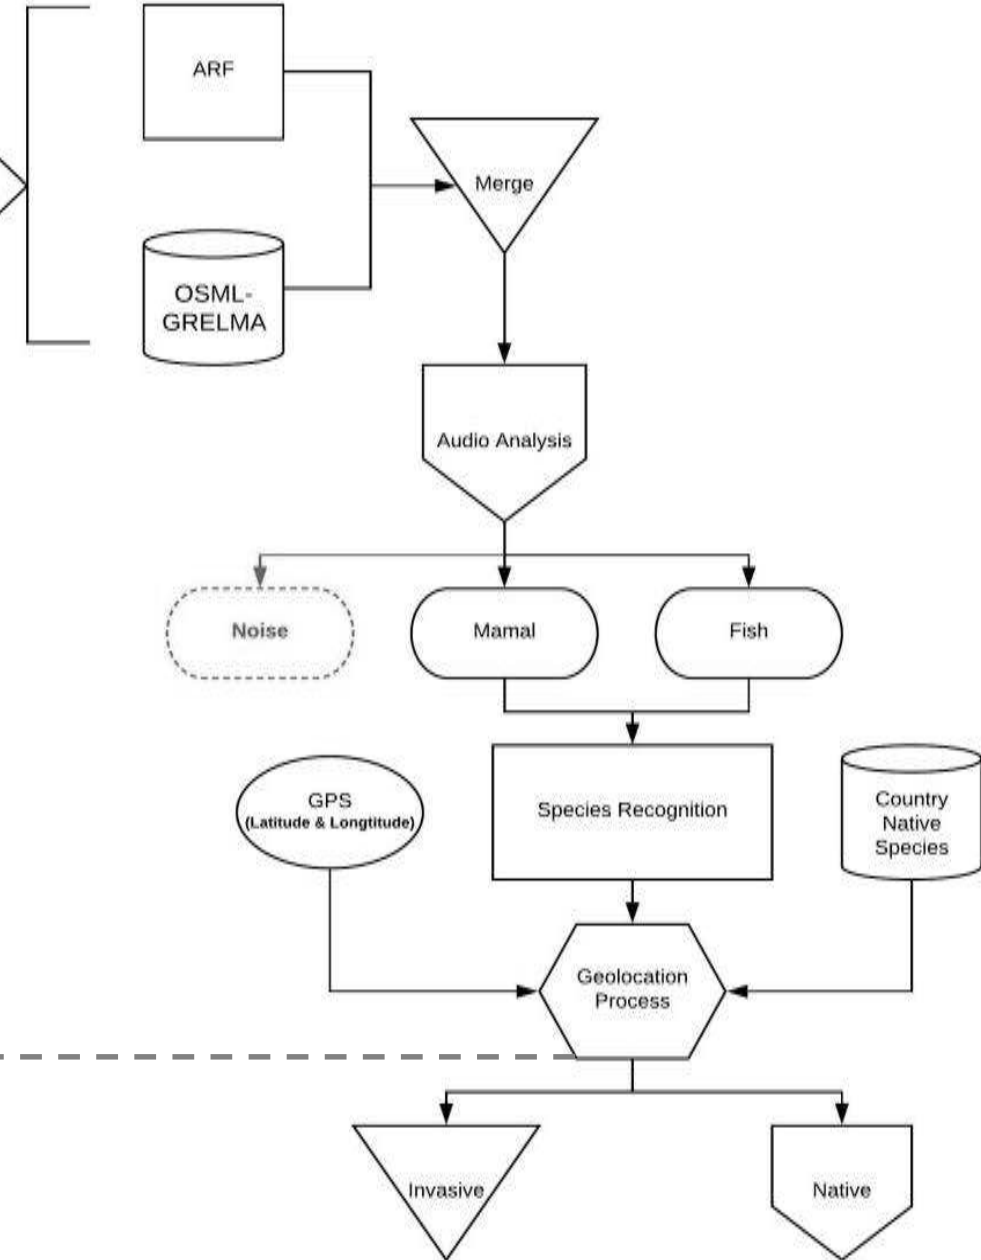 ARF
Merge
OSML-
GRELMA
Audio Analysis
Noise
Mamal
Fish
GPS
(Latitude & Longtitude)
Species Recognition
Country
Native
Species
Geolocation
Process
Invasive
Native